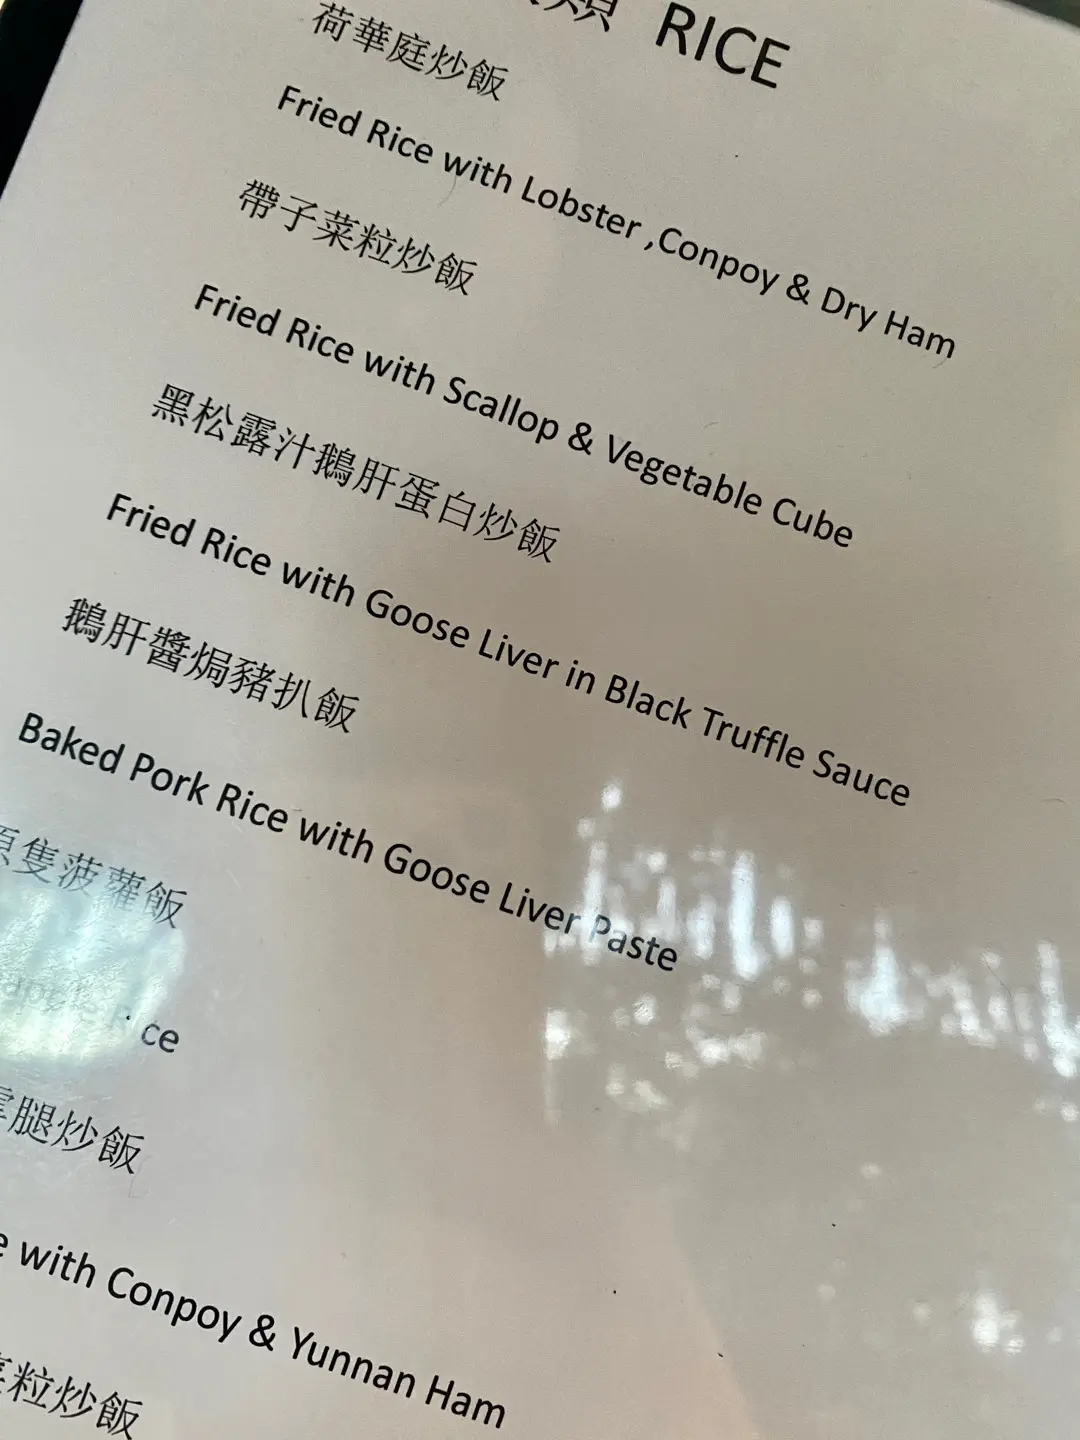 類 RICE
荷華庭炒飯
Fried Rice with Lobster ,Conpoy & Dry Ham
帶子菜粒炒飯
Fried Rice with Scallop & Vegetable Cube
黑松露汁鵝肝蛋白炒飯
Fried Rice with Goose Liver in Black Truffle Sauce
鵝肝醬焗豬扒飯
Baked Pork Rice with Goose Liver Paste
隻菠蘿飯
Rice
腿炒飯
with Conpoy & Yunnan Ham
粒炒飯